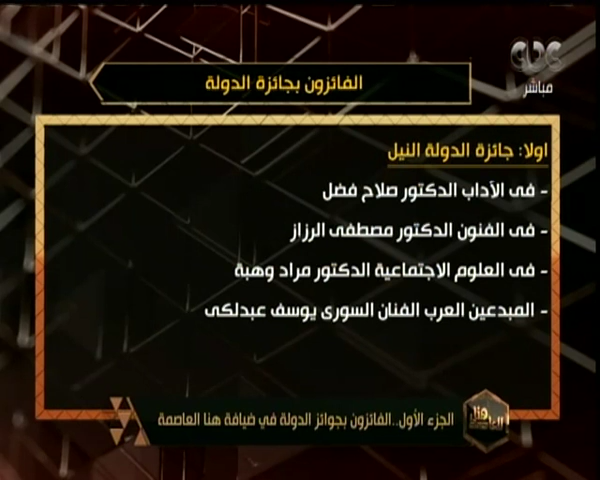 cbc
مباشر
الفائزون بجائزة الدولة
اولا: جائزة الدولة النيل
- فى الآداب الدكتور صلاح فضل
- فى الفنون الدكتور مصطفى الرزاز
- فى العلوم الاجتماعية الدكتور مراد وهبة
- المبدعين العرب الفنان السورى يوسف عبدلكى
الجزء الأول..الفائزون بجوائز الدولة في ضيافة هنا العاصمة